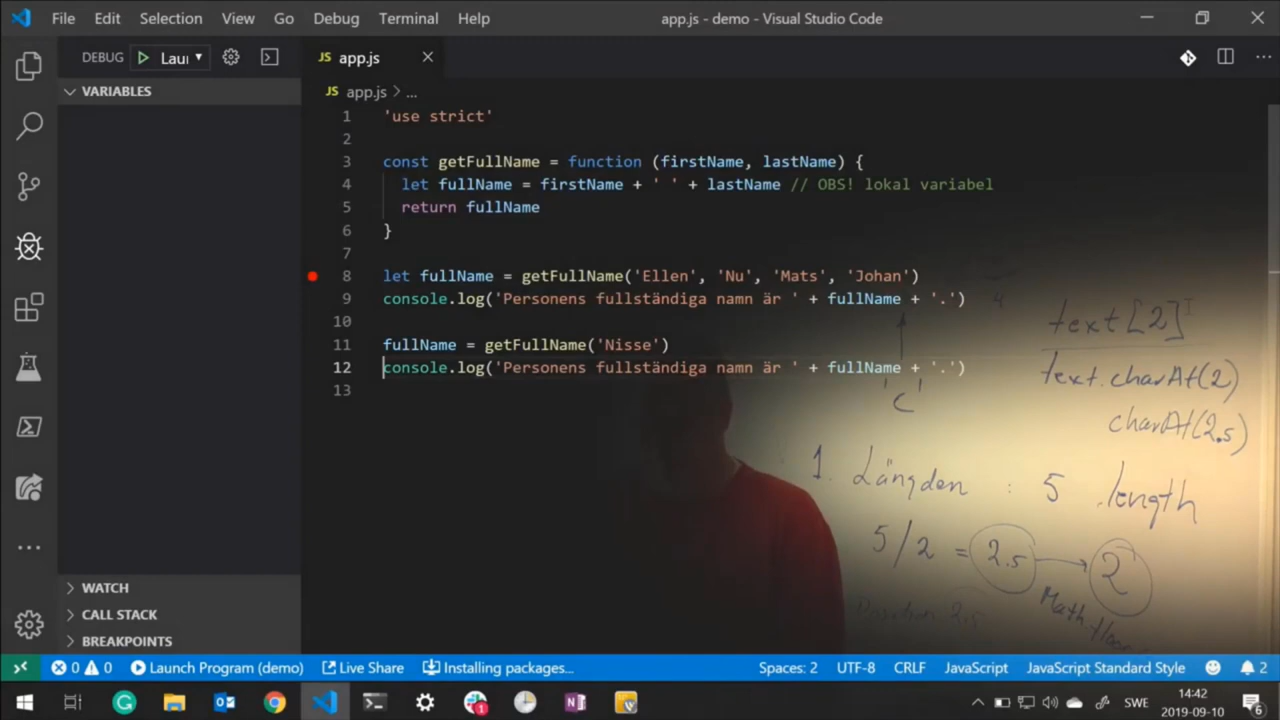 File Edit Selection View Go Debug Terminal Help app.js - demo - Visual Studio Code
DEBUG
JS app.js
VARIABLES
JS app.js > ...
1 'use strict'
2
3 const getFullName = function (firstName, lastName) {
4 let fullName = firstName + ' ' + lastName // OBS! lokal variabel
5 return fullName
6 }
7
8 let fullName = getFullName('Ellen', 'Nu', 'Mats', 'Johan')
9 console.log('Personens fullständiga namn är ' + fullName + '.')
10
11 fullName = getFullName('Nisse')
12 console.log('Personens fullständiga namn är ' + fullName + '.')
13
text[2]
text.charAt(2)
charAt(2.5)
'c'
1. Längden : 5 .length
5/2 = 2.5 2
WATCH
CALL STACK
BREAKPOINTS
0 0 Launch Program (demo) Live Share Installing packages... Spaces: 2 UTF-8 CRLF JavaScript JavaScript Standard Style 2
SWE 14:42
2019-09-10 6